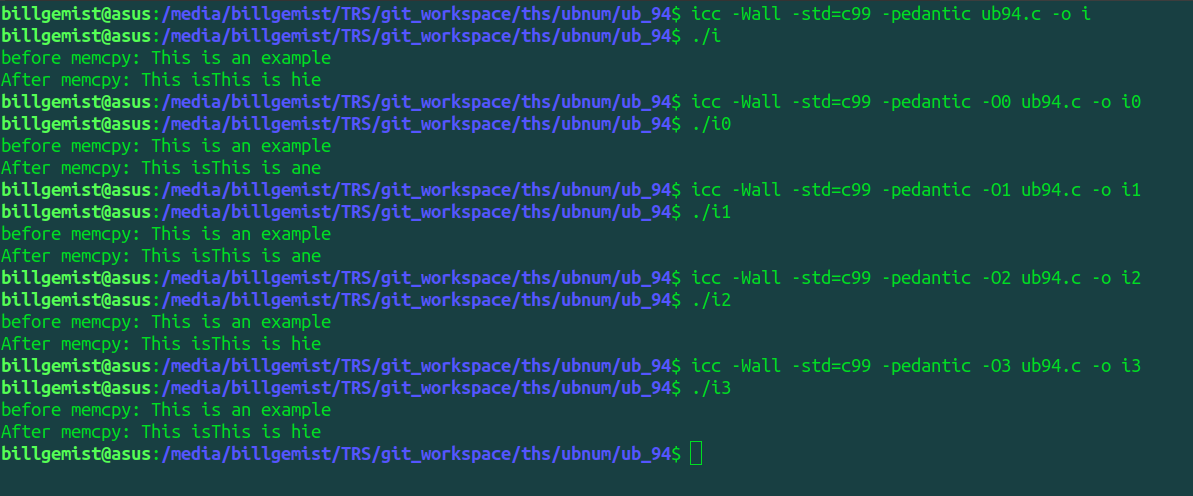 billgemist@asus:/media/billgemist/TRS/git_workspace/ths/ubnum/ub_94$ icc -Wall -std=c99 -pedantic ub94.c -o i
billgemist@asus:/media/billgemist/TRS/git_workspace/ths/ubnum/ub_94$ ./i
before memcpy: This is an example
After memcpy: This isThis is hie
billgemist@asus:/media/billgemist/TRS/git_workspace/ths/ubnum/ub_94$ icc -Wall -std=c99 -pedantic -O0 ub94.c -o i0
billgemist@asus:/media/billgemist/TRS/git_workspace/ths/ubnum/ub_94$ ./i0
before memcpy: This is an example
After memcpy: This isThis is ane
billgemist@asus:/media/billgemist/TRS/git_workspace/ths/ubnum/ub_94$ icc -Wall -std=c99 -pedantic -O1 ub94.c -o i1
billgemist@asus:/media/billgemist/TRS/git_workspace/ths/ubnum/ub_94$ ./i1
before memcpy: This is an example
After memcpy: This isThis is ane
billgemist@asus:/media/billgemist/TRS/git_workspace/ths/ubnum/ub_94$ icc -Wall -std=c99 -pedantic -O2 ub94.c -o i2
billgemist@asus:/media/billgemist/TRS/git_workspace/ths/ubnum/ub_94$ ./i2
before memcpy: This is an example
After memcpy: This isThis is hie
billgemist@asus:/media/billgemist/TRS/git_workspace/ths/ubnum/ub_94$ icc -Wall -std=c99 -pedantic -O3 ub94.c -o i3
billgemist@asus:/media/billgemist/TRS/git_workspace/ths/ubnum/ub_94$ ./i3
before memcpy: This is an example
After memcpy: This isThis is hie
billgemist@asus:/media/billgemist/TRS/git_workspace/ths/ubnum/ub_94$